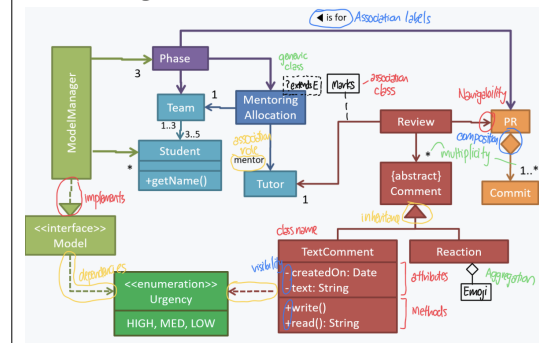 ◀ is for Association labels
ModelManager
3
Phase
generic class
? extends E
Marks
association class
Navigability
PR
Team
1
Mentoring
Allocation
1..3
3..5
Student
*
+getName()
association role
mentor
Tutor
1
Review
composition
multiplicity
*
{abstract}
Comment
1..*
Commit
implements
<<interface>>
Model
inheritance
class name
dependencies
<<enumeration>>
Urgency
HIGH, MED, LOW
visibility
TextComment
- createdOn: Date
- text: String
attributes
+write()
+read(): String
Methods
Reaction
Aggregation
Emoji